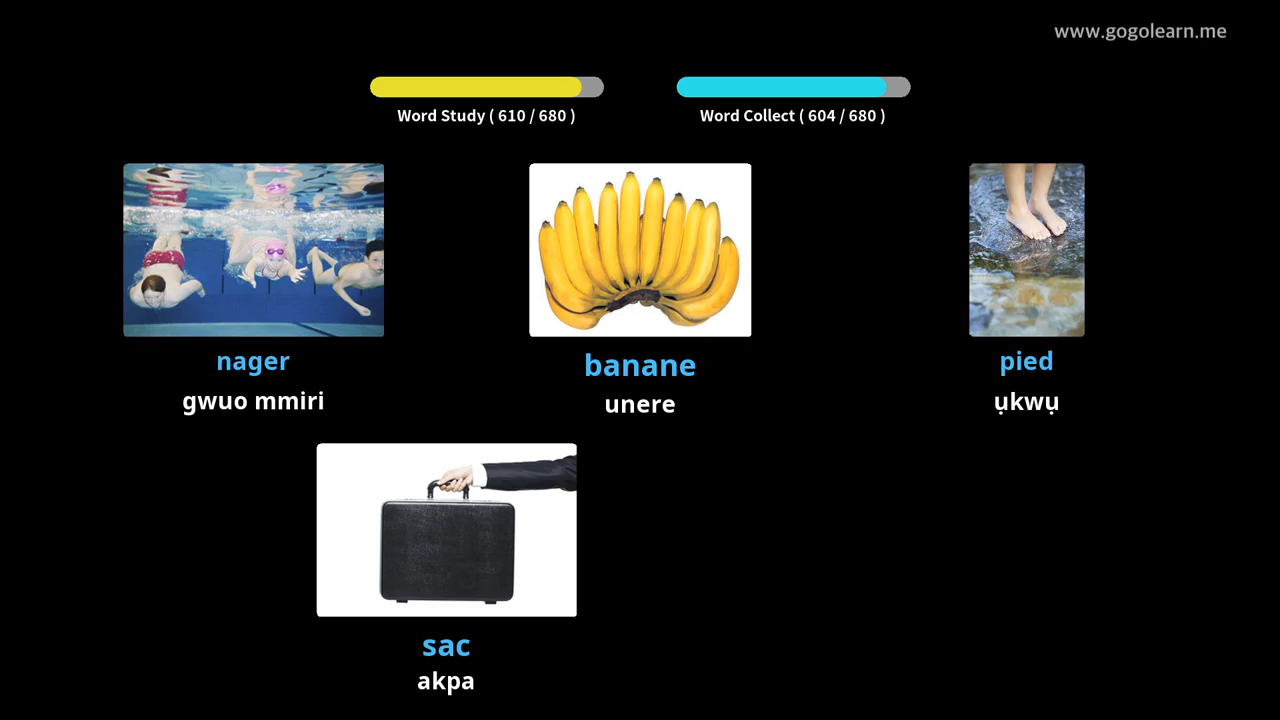 www.gogolearn.me
Word Study ( 610 / 680 )
Word Collect ( 604 / 680 )
nager
gwuo mmiri
banane
unere
pied
ụkwụ
sac
akpa